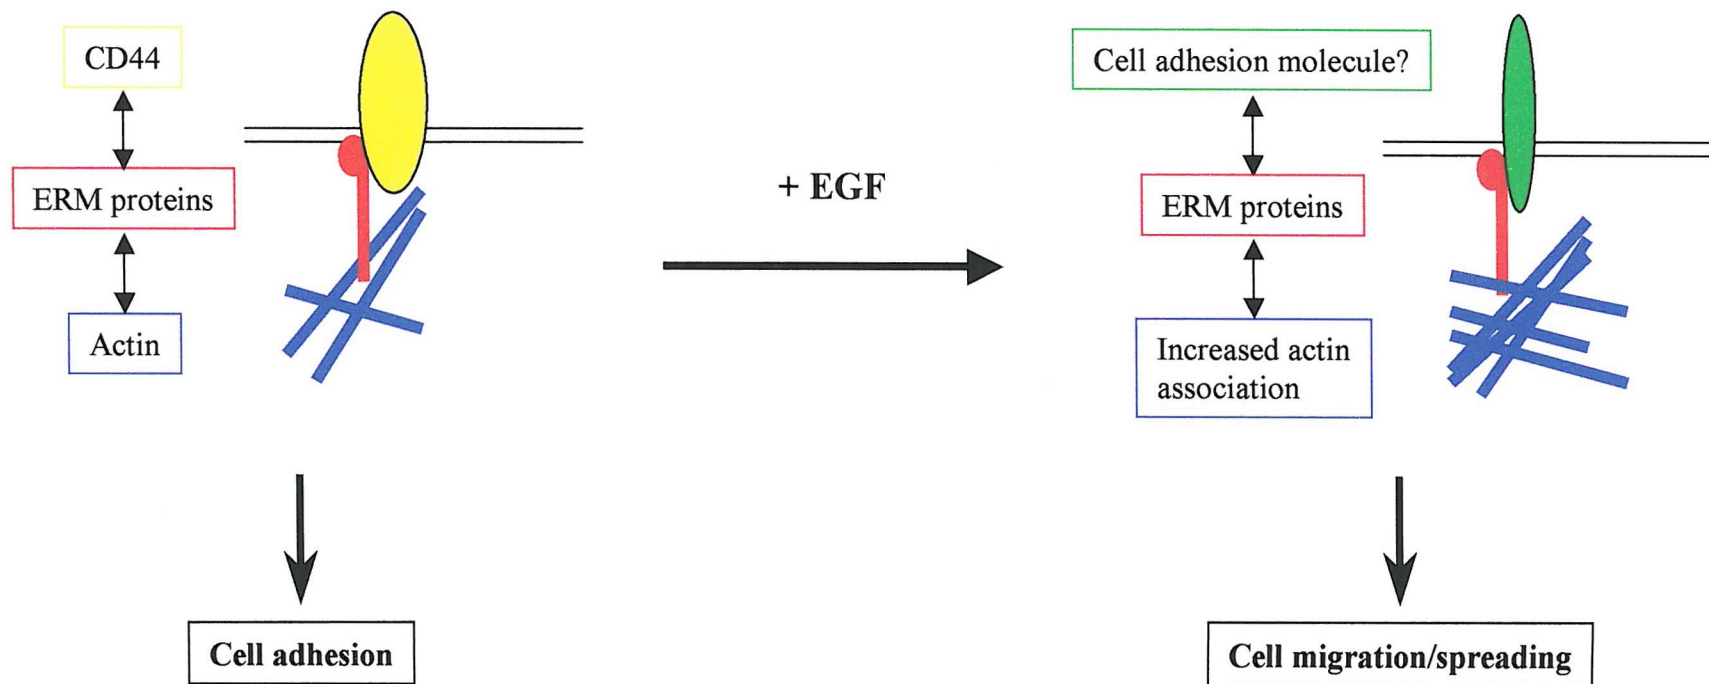 CD44
ERM proteins
Actin
Cell adhesion
+ EGF
Cell adhesion molecule?
ERM proteins
Increased actin
association
Cell migration/spreading